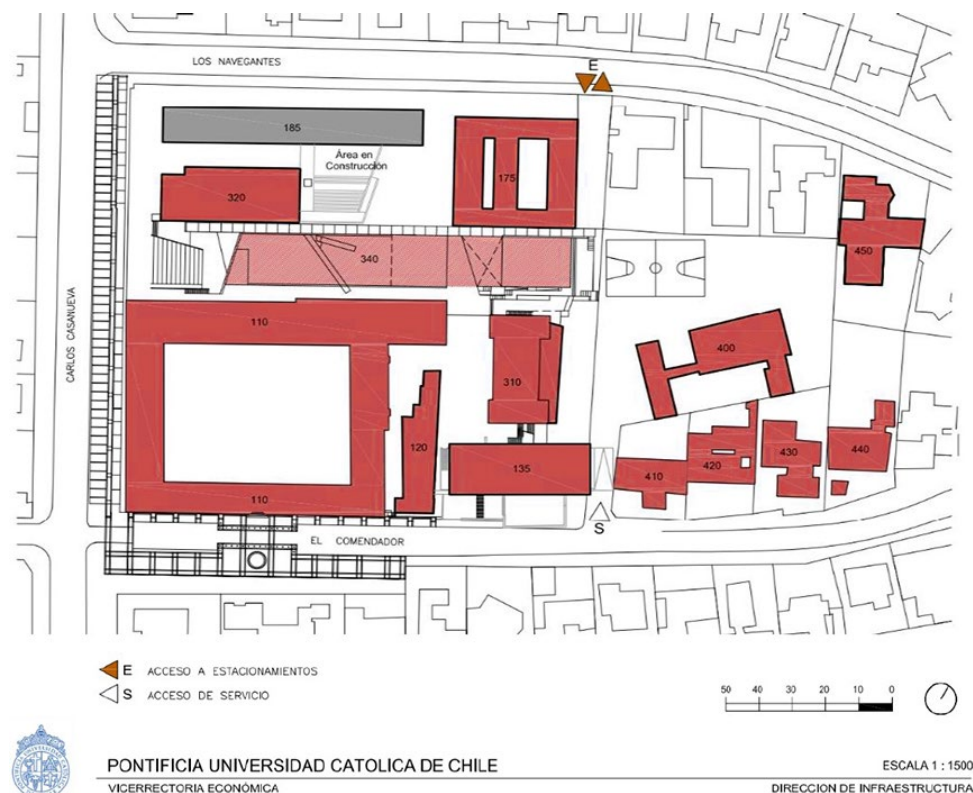 LOS NAVEGANTES
E
185
Área en
Construcción
175
320
450
340
CARLOS CASANUEVA
110
400
310
120
135
410
420
430
440
110
S
EL COMENDADOR
E ACCESO A ESTACIONAMIENTOS
S ACCESO DE SERVICIO
50 40 30 20 10 0
PONTIFICIA UNIVERSIDAD CATOLICA DE CHILE
ESCALA 1 : 1500
VICERRECTORIA ECONÓMICA
DIRECCION DE INFRAESTRUCTURA